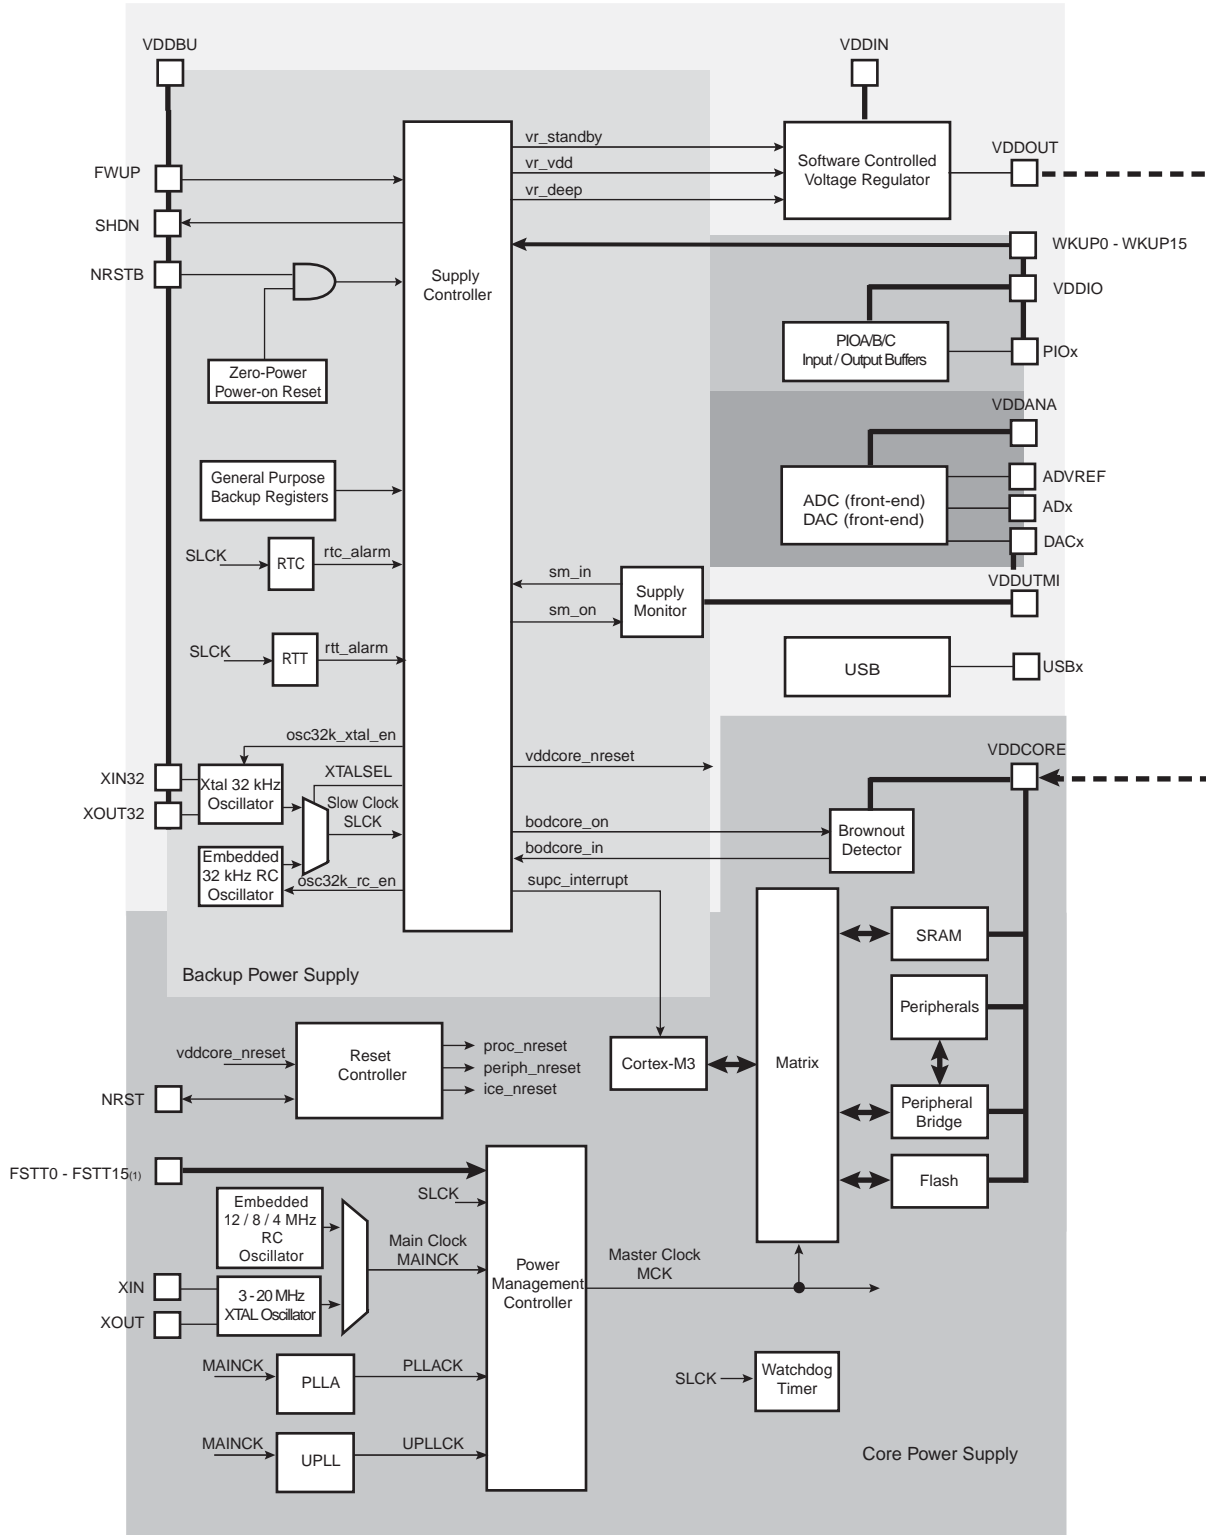 VDDBU
VDDIN
FWUP
SHDN
NRSTB
vr_standby
vr_vdd
vr_deep
Software Controlled
Voltage Regulator
VDDOUT
Supply
Controller
WKUP0 - WKUP15
VDDIO
PIOA/B/C
Input / Output Buffers
PIOx
Zero-Power
Power-on Reset
VDDANA
General Purpose
Backup Registers
ADC (front-end)
DAC (front-end)
ADVREF
ADx
DACx
SLCK
RTC
rtc_alarm
sm_in
sm_on
Supply
Monitor
VDDUTMI
SLCK
RTT
rtt_alarm
USB
USBx
osc32k_xtal_en
vddcore_nreset
VDDCORE
XIN32
XOUT32
Xtal 32 kHz
Oscillator
XTALSEL
Slow Clock
SLCK
bodcore_on
bodcore_in
Brownout
Detector
Embedded
32 kHz RC
Oscillator
osc32k_rc_en
supc_interrupt
Backup Power Supply
SRAM
Peripherals
Matrix
Cortex-M3
Peripheral
Bridge
Flash
vddcore_nreset
Reset
Controller
proc_nreset
periph_nreset
ice_nreset
NRST
FSTT0 - FSTT15(1)
SLCK
Embedded
12 / 8 / 4 MHz
RC
Oscillator
Main Clock
MAINCK
Power
Management
Controller
Master Clock
MCK
XIN
XOUT
3 - 20 MHz
XTAL Oscillator
MAINCK
PLLA
PLLACK
SLCK
Watchdog
Timer
MAINCK
UPLL
UPLLCK
Core Power Supply